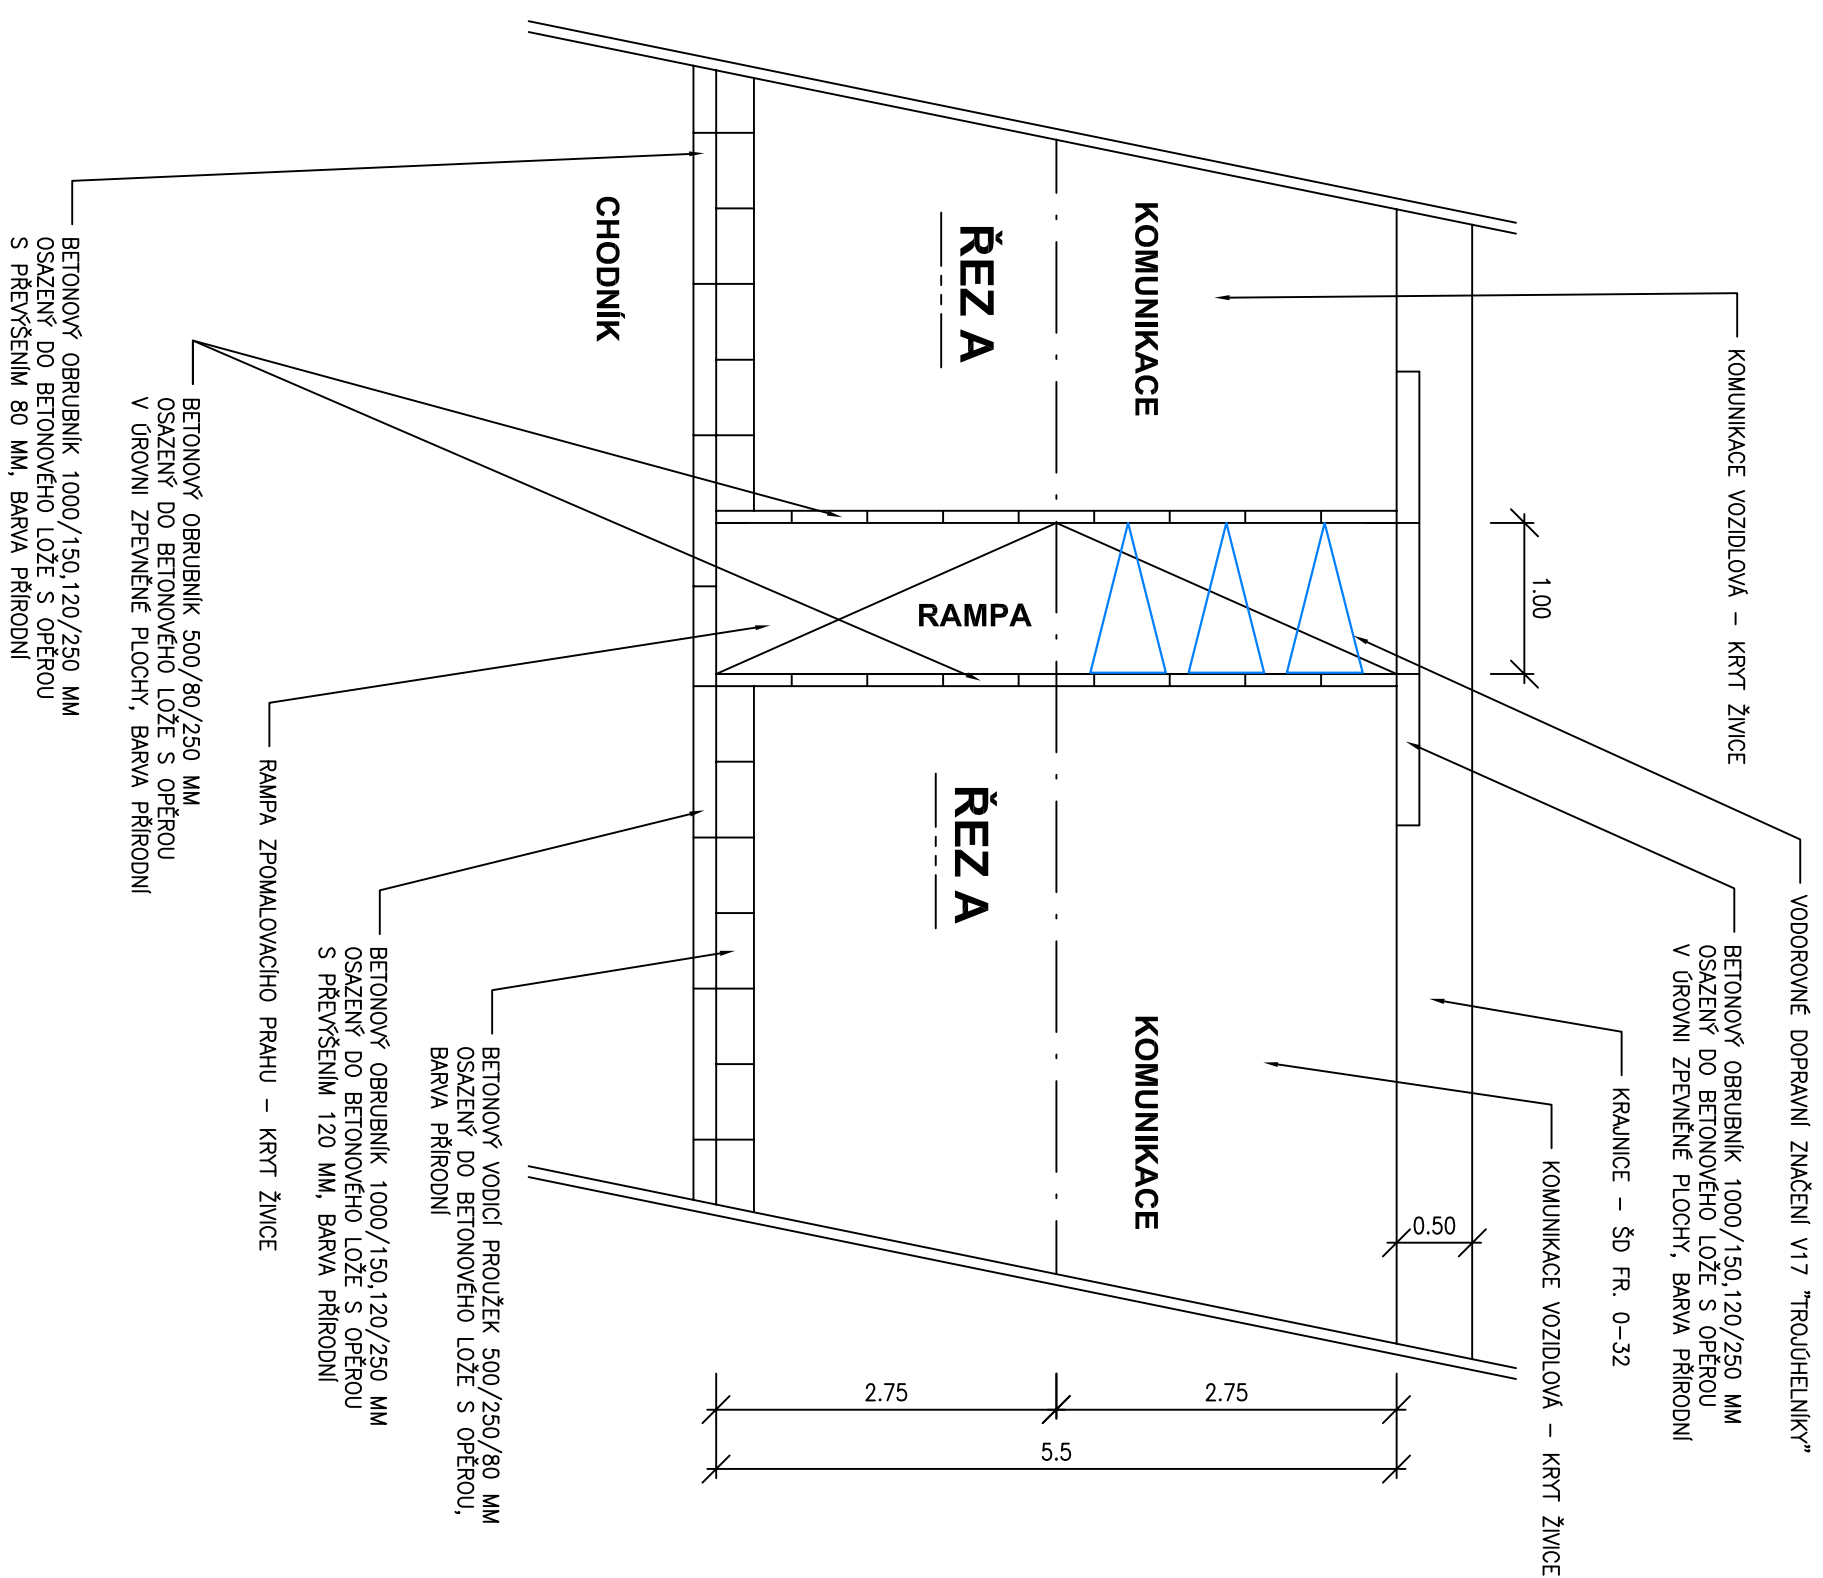 VODOROVNÉ DOPRAVNÍ ZNAČENÍ V17 "TROJÚHELNÍKY"
KOMUNIKACE VOZIDLOVÁ – KRYT ŽIVICE
BETONOVÝ OBRUBNÍK 1000/150,120/250 MM
OSAZENÝ DO BETONOVÉHO LOŽE S OPĚROU
V ÚROVNI ZPEVNĚNÉ PLOCHY, BARVA PŘÍRODNÍ
KRAJNICE – ŠD FR. 0–32
KOMUNIKACE VOZIDLOVÁ – KRYT ŽIVICE
1.00
0.50
KOMUNIKACE
KOMUNIKACE
2.75
2.75
5.5
ŘEZ A
ŘEZ A
RAMPA
CHODNÍK
BETONOVÝ VODICÍ PROUŽEK 500/250/80 MM
OSAZENÝ DO BETONOVÉHO LOŽE S OPĚROU,
BARVA PŘÍRODNÍ
BETONOVÝ OBRUBNÍK 1000/150,120/250 MM
OSAZENÝ DO BETONOVÉHO LOŽE S OPĚROU
S PŘEVÝŠENÍM 120 MM, BARVA PŘÍRODNÍ
RAMPA ZPOMALOVACÍHO PRAHU – KRYT ŽIVICE
BETONOVÝ OBRUBNÍK 500/80/250 MM
OSAZENÝ DO BETONOVÉHO LOŽE S OPĚROU
V ÚROVNI ZPEVNĚNÉ PLOCHY, BARVA PŘÍRODNÍ
BETONOVÝ OBRUBNÍK 1000/150,120/250 MM
OSAZENÝ DO BETONOVÉHO LOŽE S OPĚROU
S PŘEVÝŠENÍM 80 MM, BARVA PŘÍRODNÍ